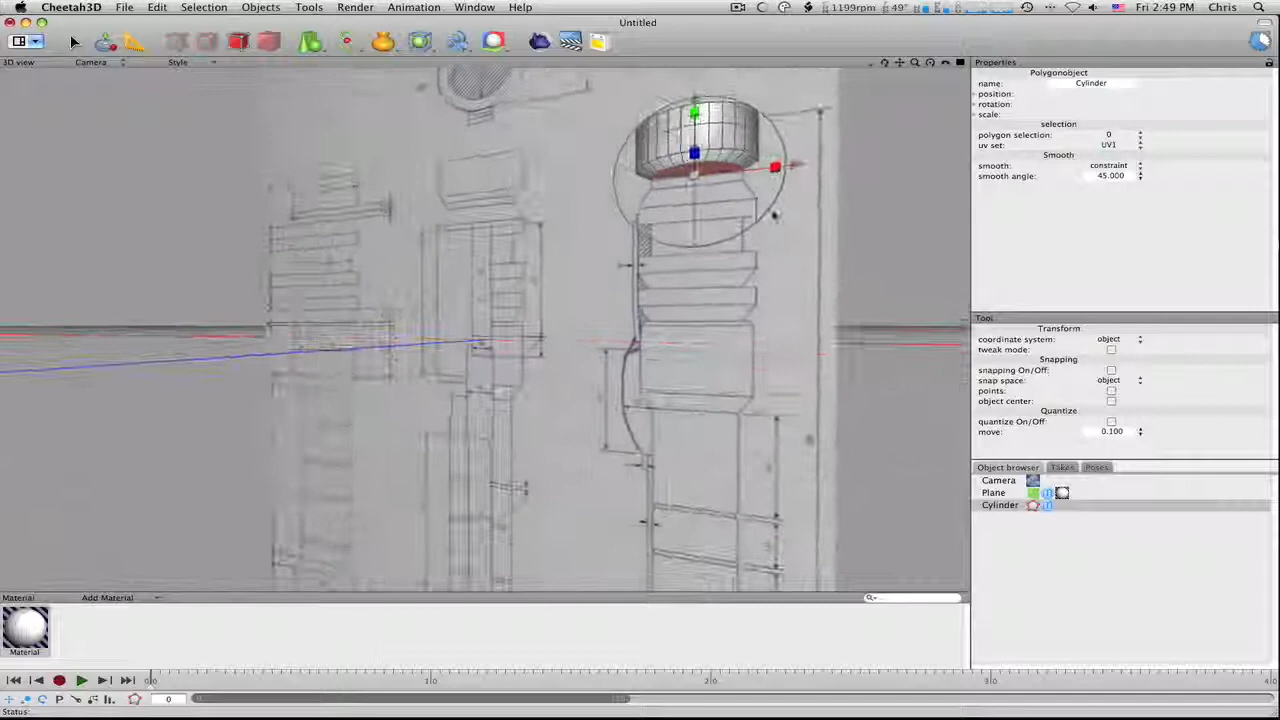 Cheetah3D File Edit Selection Objects Tools Render Animation Window Help 1199rpm 49° Fri 2:49 PM Chris
Untitled
3D view Camera Style
Properties
Polygonobject
name: Cylinder
position:
rotation:
scale:
selection
polygon selection: 0
uv set: UV1
Smooth
smooth: constraint
smooth angle: 45.000
Tool
Transform
coordinate system: object
tweak mode:
Snapping
snapping On/Off:
snap space: object
points:
object center:
Quantize
quantize On/Off:
move: 0.100
Object browser Takes Poses
Camera
Plane
Cylinder
Material Add Material
Material
P 0
Status: